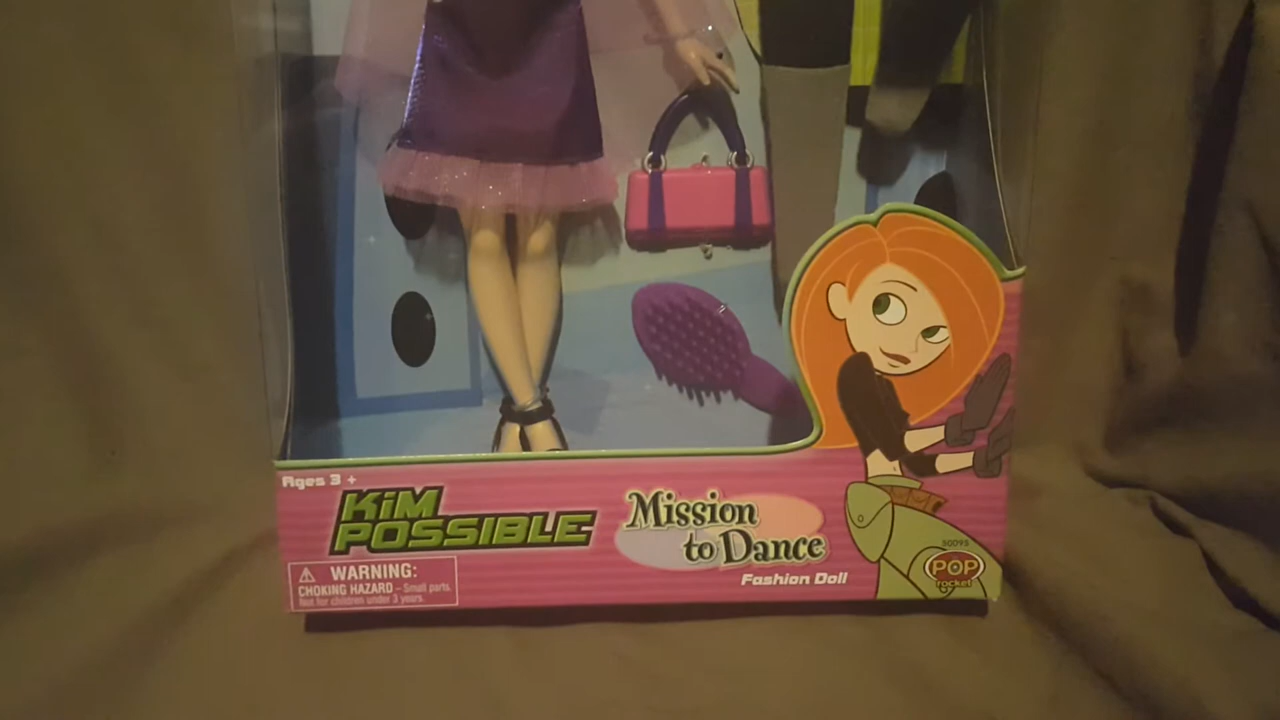 Ages 3 +
KiM
POSSIBLE
Mission
to Dance
Fashion Doll
WARNING:
CHOKING HAZARD – Small parts.
Not for children under 3 years.
50095
POP
rocket